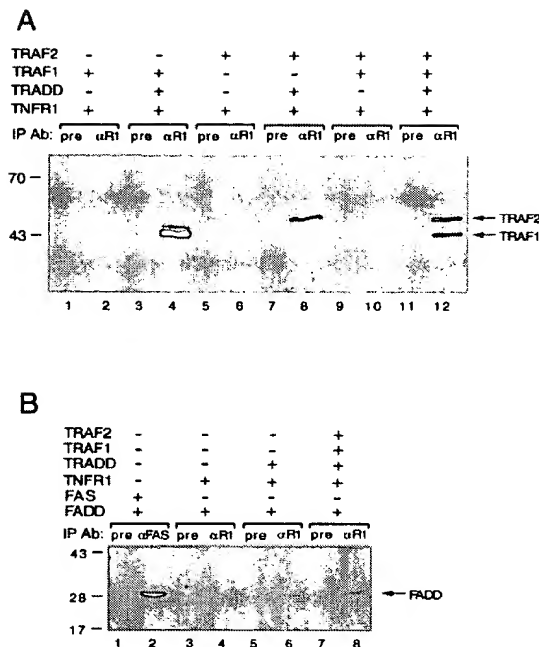 A
TRAF2 - - + + + +
TRAF1 + + - - + +
TRADD - + - + - +
TNFR1 + + + + + +
IP Ab: pre αR1 pre αR1 pre αR1 pre αR1 pre αR1 pre αR1
70
43
TRAF2
TRAF1
1 2 3 4 5 6 7 8 9 10 11 12
B
TRAF2 - - - +
TRAF1 - - - +
TRADD - - + +
TNFR1 - + + +
FAS + - - -
FADD + + + +
IP Ab: pre αFAS pre αR1 pre αR1 pre αR1
43
28
17
FADD
1 2 3 4 5 6 7 8